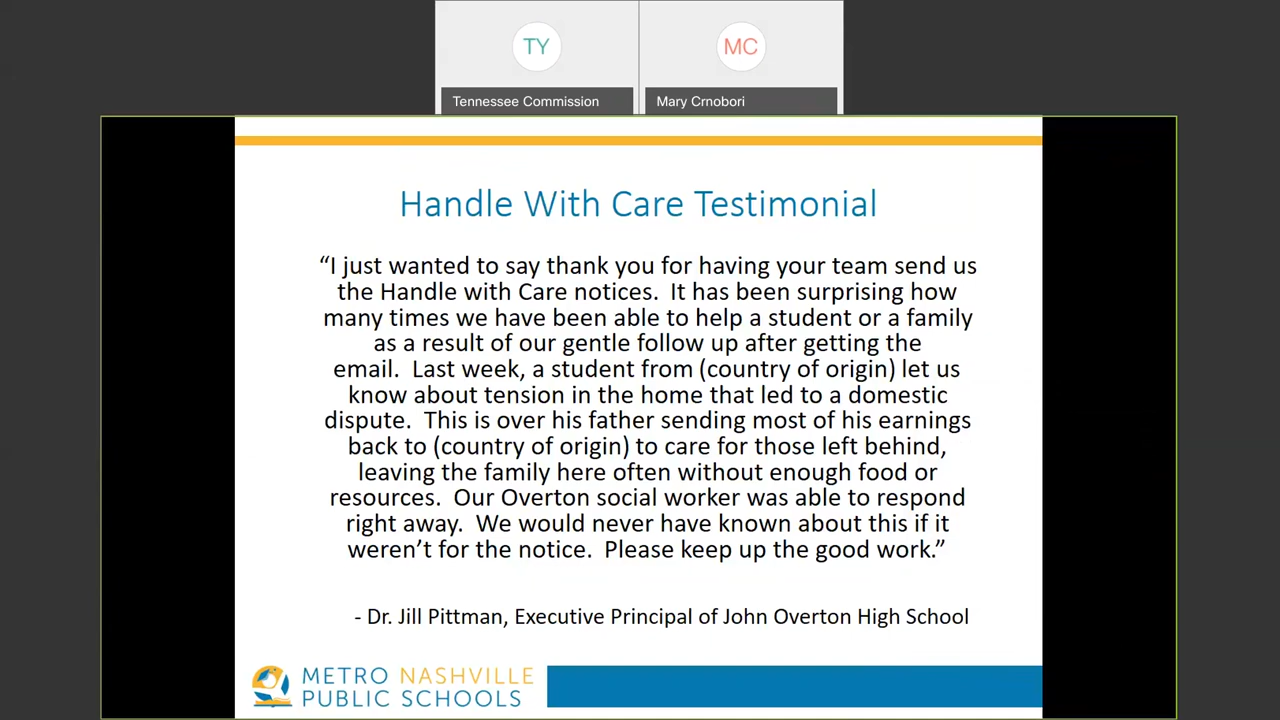 TY
MC
Tennessee Commission
Mary Crnobori
Handle With Care Testimonial
“I just wanted to say thank you for having your team send us
the Handle with Care notices.  It has been surprising how
many times we have been able to help a student or a family
as a result of our gentle follow up after getting the
email.  Last week, a student from (country of origin) let us
know about tension in the home that led to a domestic
dispute.  This is over his father sending most of his earnings
back to (country of origin) to care for those left behind,
leaving the family here often without enough food or
resources.  Our Overton social worker was able to respond
right away.  We would never have known about this if it
weren’t for the notice.  Please keep up the good work.”
- Dr. Jill Pittman, Executive Principal of John Overton High School
METRO NASHVILLE
PUBLIC SCHOOLS